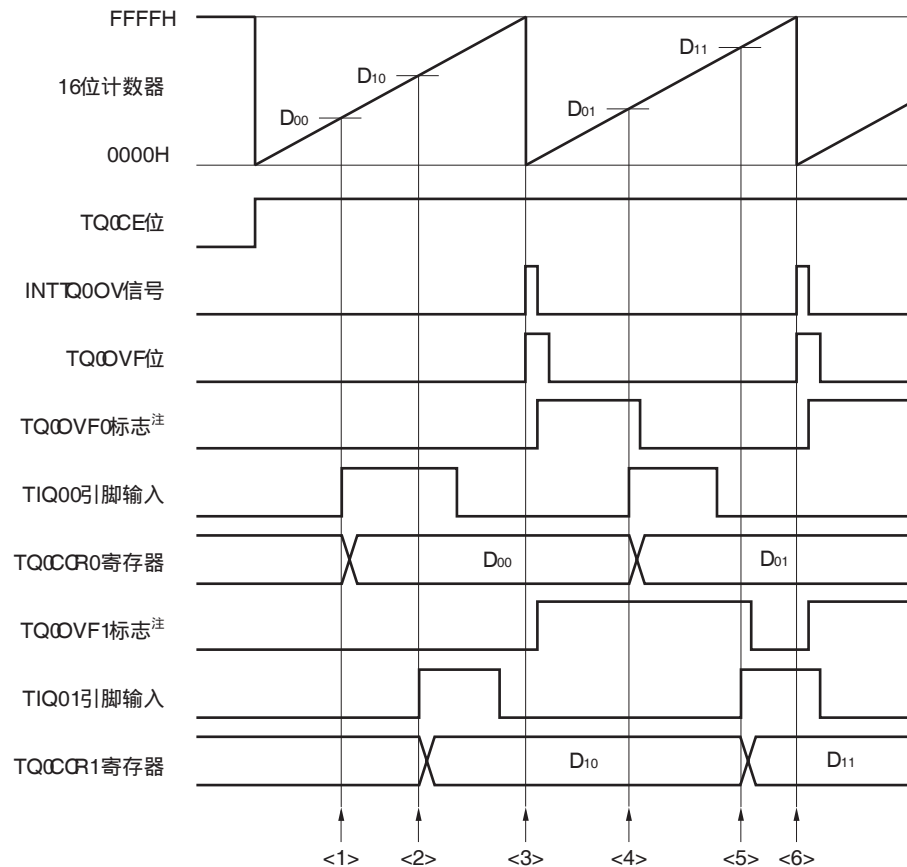 FFFFH
D11
D10
16位计数器
D01
D00
0000H
TQ0CE位
INTTQ0OV信号
TQ0OVF位
TQ0OVF0标志注
TIQ00引脚输入
TQ0CCR0寄存器
D00
D01
TQ0OVF1标志注
TIQ01引脚输入
TQ0CCR1寄存器
D10
D11
<1>
<2>
<3>
<4>
<5>
<6>